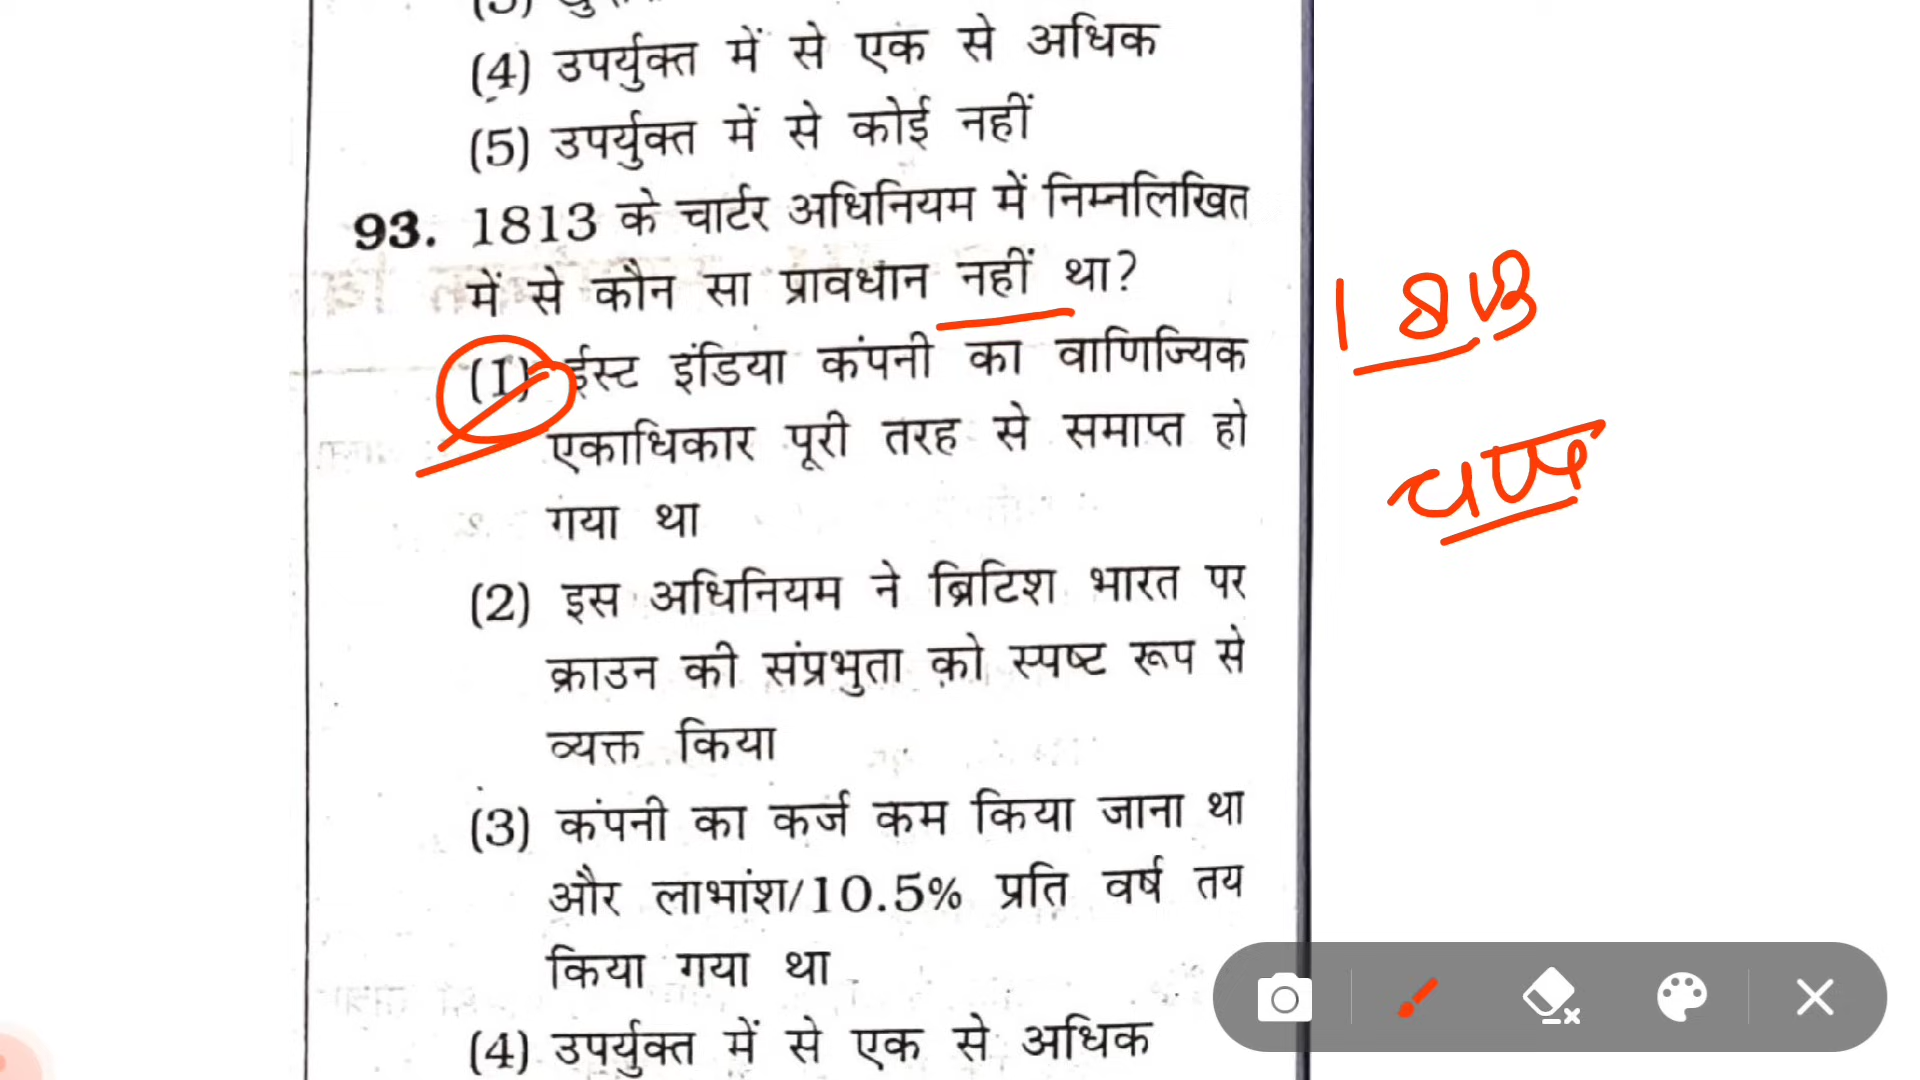 (4) उपर्युक्त में से एक से अधिक
(5) उपर्युक्त में से कोई नहीं
93. 1813 के चार्टर अधिनियम में निम्नलिखित
में से कौन सा प्रावधान नहीं था?
(1) ईस्ट इंडिया कंपनी का वाणिज्यिक
एकाधिकार पूरी तरह से समाप्त हो
गया था
(2) इस अधिनियम ने ब्रिटिश भारत पर
क्राउन की संप्रभुता को स्पष्ट रूप से
व्यक्त किया
(3) कंपनी का कर्ज कम किया जाना था
और लाभांश/10.5% प्रति वर्ष तय
किया गया था
(4) उपर्युक्त में से एक से अधिक